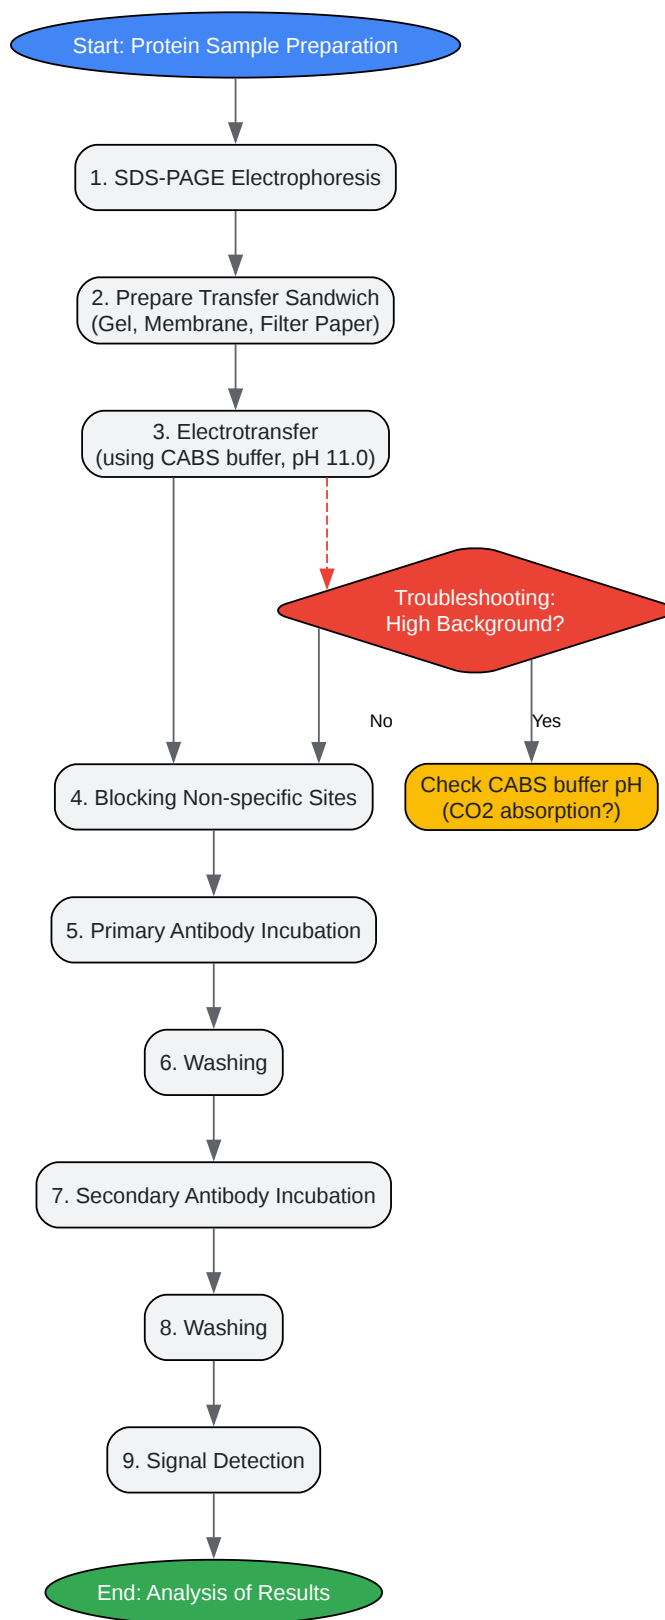 Start: Protein Sample Preparation
1. SDS-PAGE Electrophoresis
2. Prepare Transfer Sandwich
(Gel, Membrane, Filter Paper)
3. Electrotransfer
(using CABS buffer, pH 11.0)
Troubleshooting:
High Background?
No
Yes
4. Blocking Non-specific Sites
Check CABS buffer pH
(CO2 absorption?)
5. Primary Antibody Incubation
6. Washing
7. Secondary Antibody Incubation
8. Washing
9. Signal Detection
End: Analysis of Results